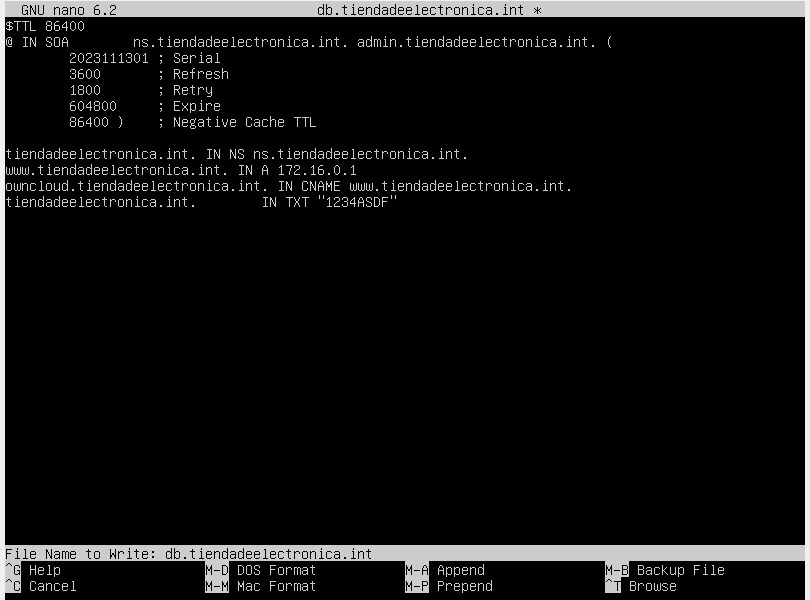 GNU nano 6.2 db.tiendadeelectronica.int *
$TTL 86400
@ IN SOA ns.tiendadeelectronica.int. admin.tiendadeelectronica.int. (
2023111301 ; Serial
3600 ; Refresh
1800 ; Retry
604800 ; Expire
86400 ) ; Negative Cache TTL
tiendadeelectronica.int. IN NS ns.tiendadeelectronica.int.
www.tiendadeelectronica.int. IN A 172.16.0.1
owncloud.tiendadeelectronica.int. IN CNAME www.tiendadeelectronica.int.
tiendadeelectronica.int. IN TXT "1234ASDF"
File Name to Write: db.tiendadeelectronica.int
^G Help M-D DOS Format M-A Append M-B Backup File
^C Cancel M-M Mac Format M-P Prepend ^T Browse